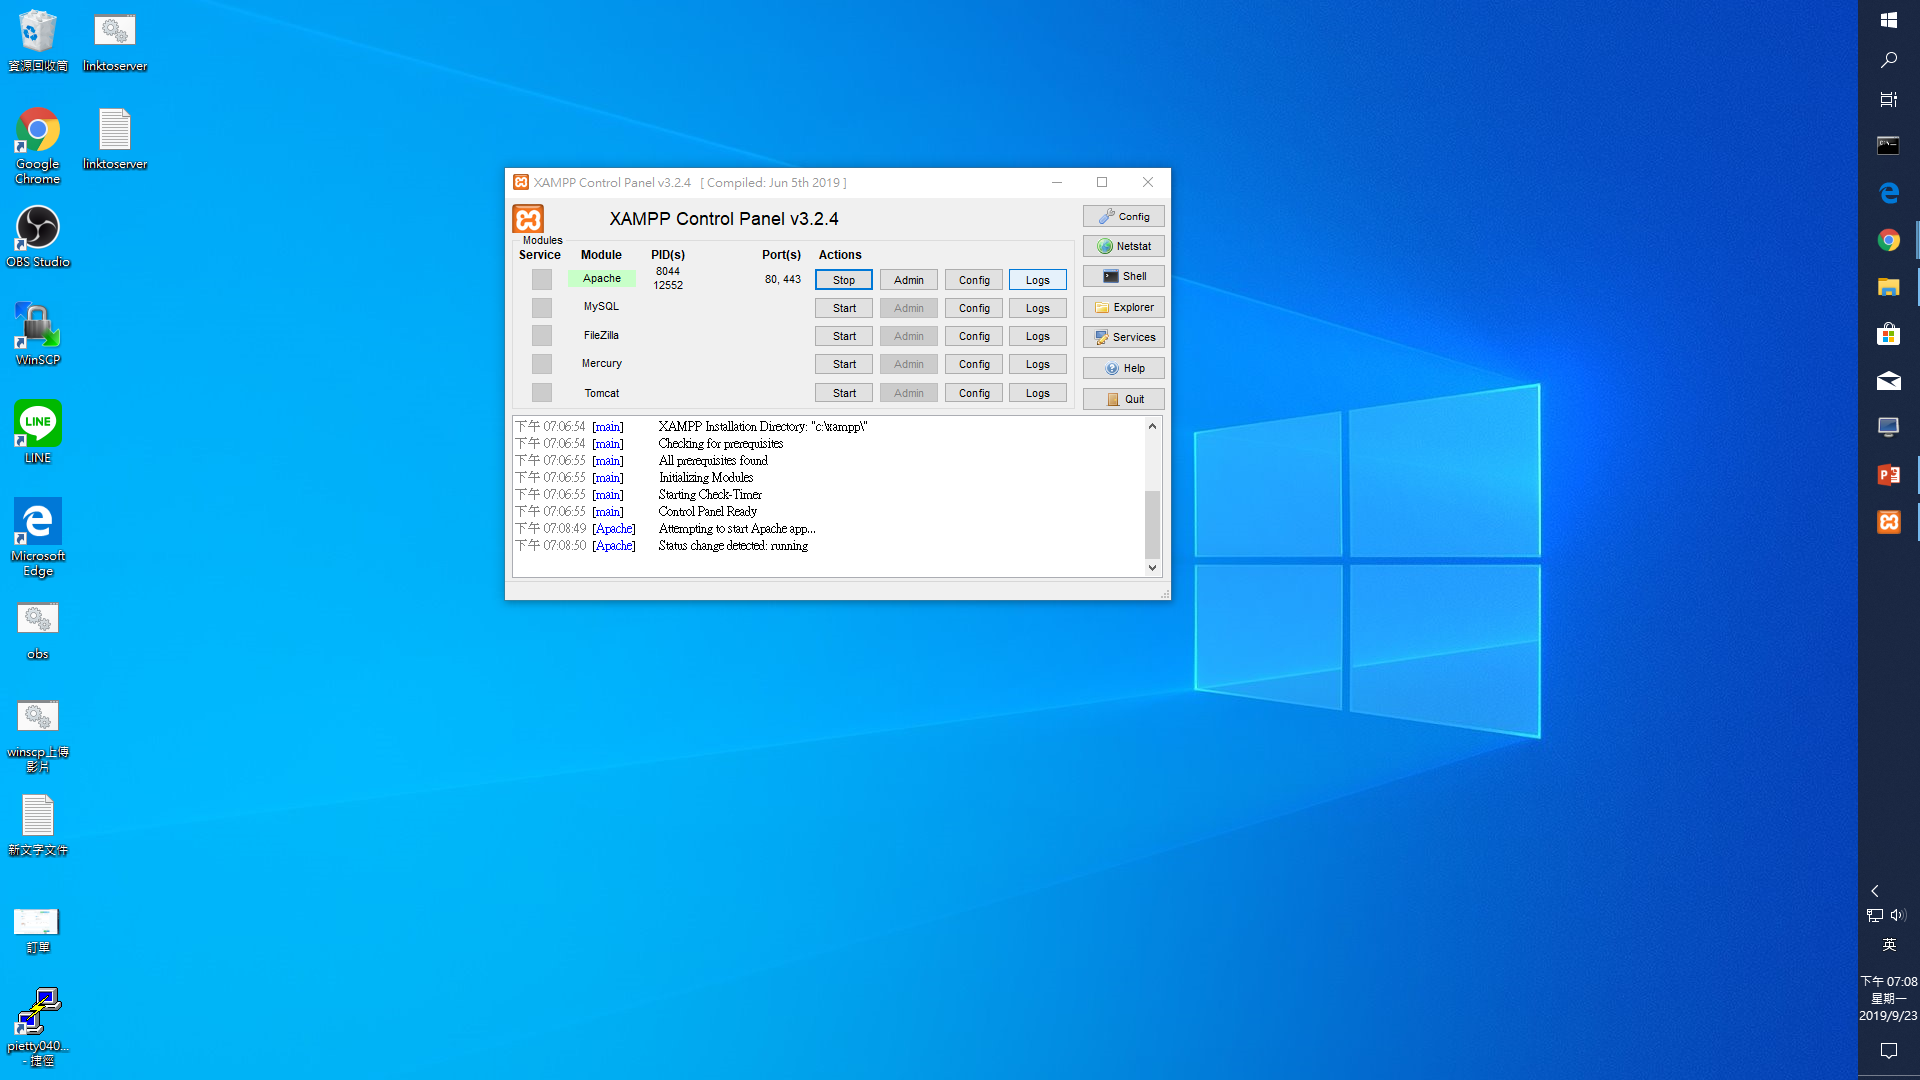 資源回收筒
linktoserver
Google
Chrome
linktoserver
OBS Studio
WinSCP
LINE
LINE
Microsoft
Edge
obs
winscp上傳
影片
新文字文件
訂單
pietty040...
- 捷徑
XAMPP Control Panel v3.2.4 [ Compiled: Jun 5th 2019 ]
XAMPP Control Panel v3.2.4
Modules
Service Module PID(s) Port(s) Actions
Apache 8044 12552 80, 443 Stop Admin Config Logs
MySQL Start Admin Config Logs
FileZilla Start Admin Config Logs
Mercury Start Admin Config Logs
Tomcat Start Admin Config Logs
Config
Netstat
Shell
Explorer
Services
Help
Quit
下午 07:06:54 [main] XAMPP Installation Directory: "c:\xampp\"
下午 07:06:54 [main] Checking for prerequisites
下午 07:06:55 [main] All prerequisites found
下午 07:06:55 [main] Initializing Modules
下午 07:06:55 [main] Starting Check-Timer
下午 07:06:55 [main] Control Panel Ready
下午 07:08:49 [Apache] Attempting to start Apache app...
下午 07:08:50 [Apache] Status change detected: running
英
下午 07:08
星期一
2019/9/23